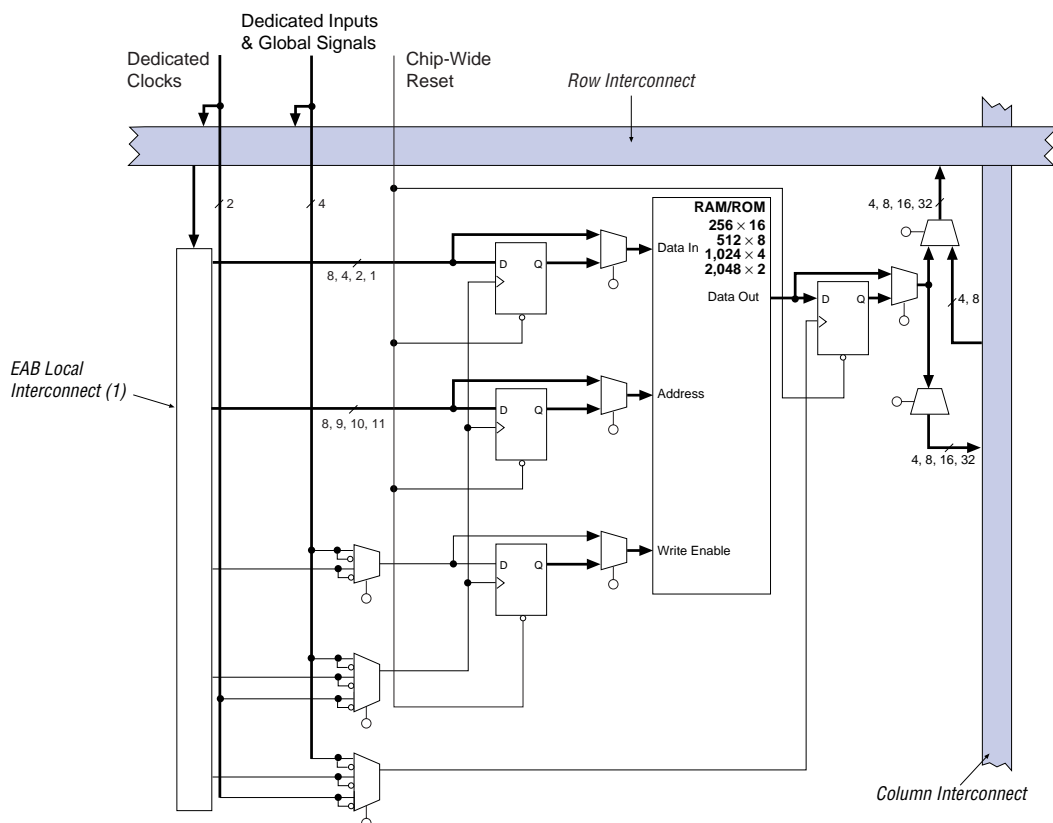 Dedicated Inputs
& Global Signals
Dedicated
Clocks
Chip-Wide
Reset
Row Interconnect
2
4
4, 8, 16, 32
RAM/ROM
256 × 16
512 × 8
1,024 × 4
2,048 × 2
Data In
D
Q
8, 4, 2, 1
Data Out
D
Q
4, 8
EAB Local
Interconnect (1)
D
Q
Address
8, 9, 10, 11
4, 8, 16, 32
Write Enable
D
Q
Column Interconnect